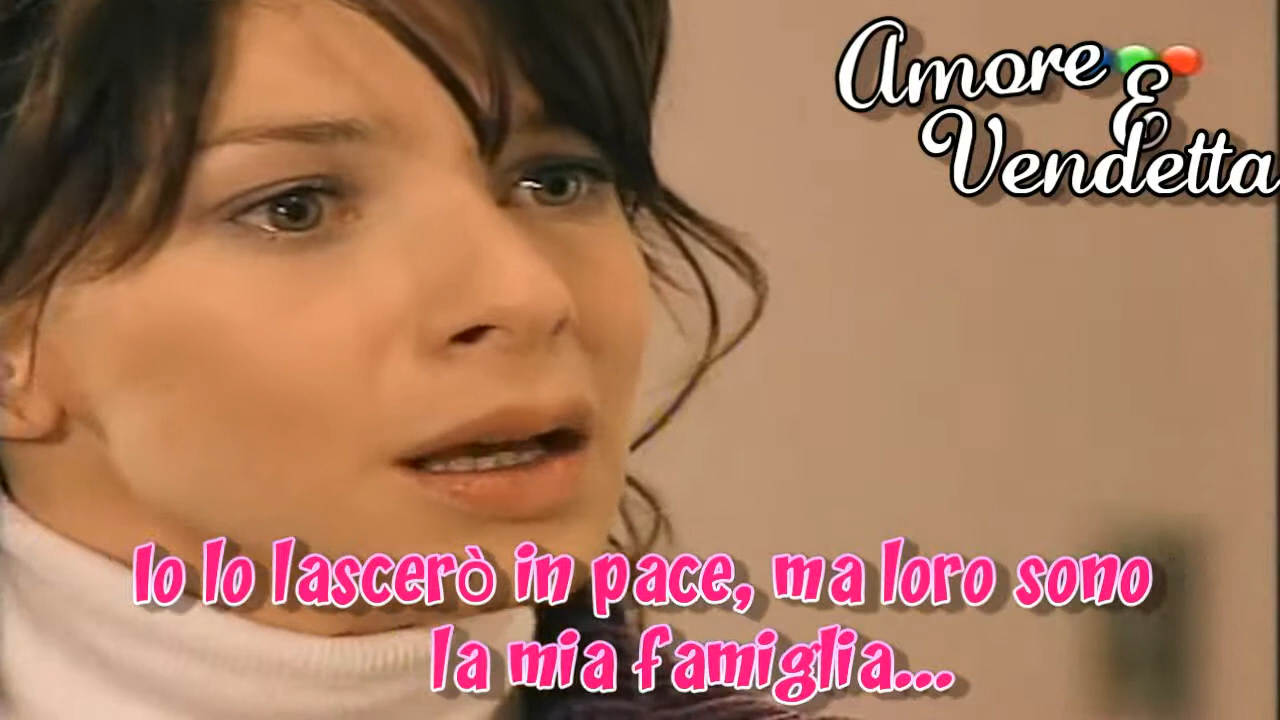 Amore
E
Vendetta
Io lo lascerò in pace, ma loro sono
la mia famiglia...